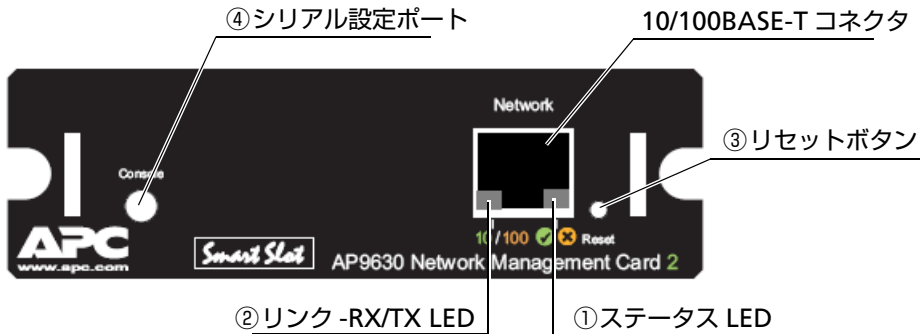 ④シリアル設定ポート
10/100BASE-T コネクタ
Network
③リセットボタン
Console
10/100 Reset
APC
www.apc.com
Smart Slot
AP9630 Network Management Card 2
②リンク -RX/TX LED
①ステータス LED